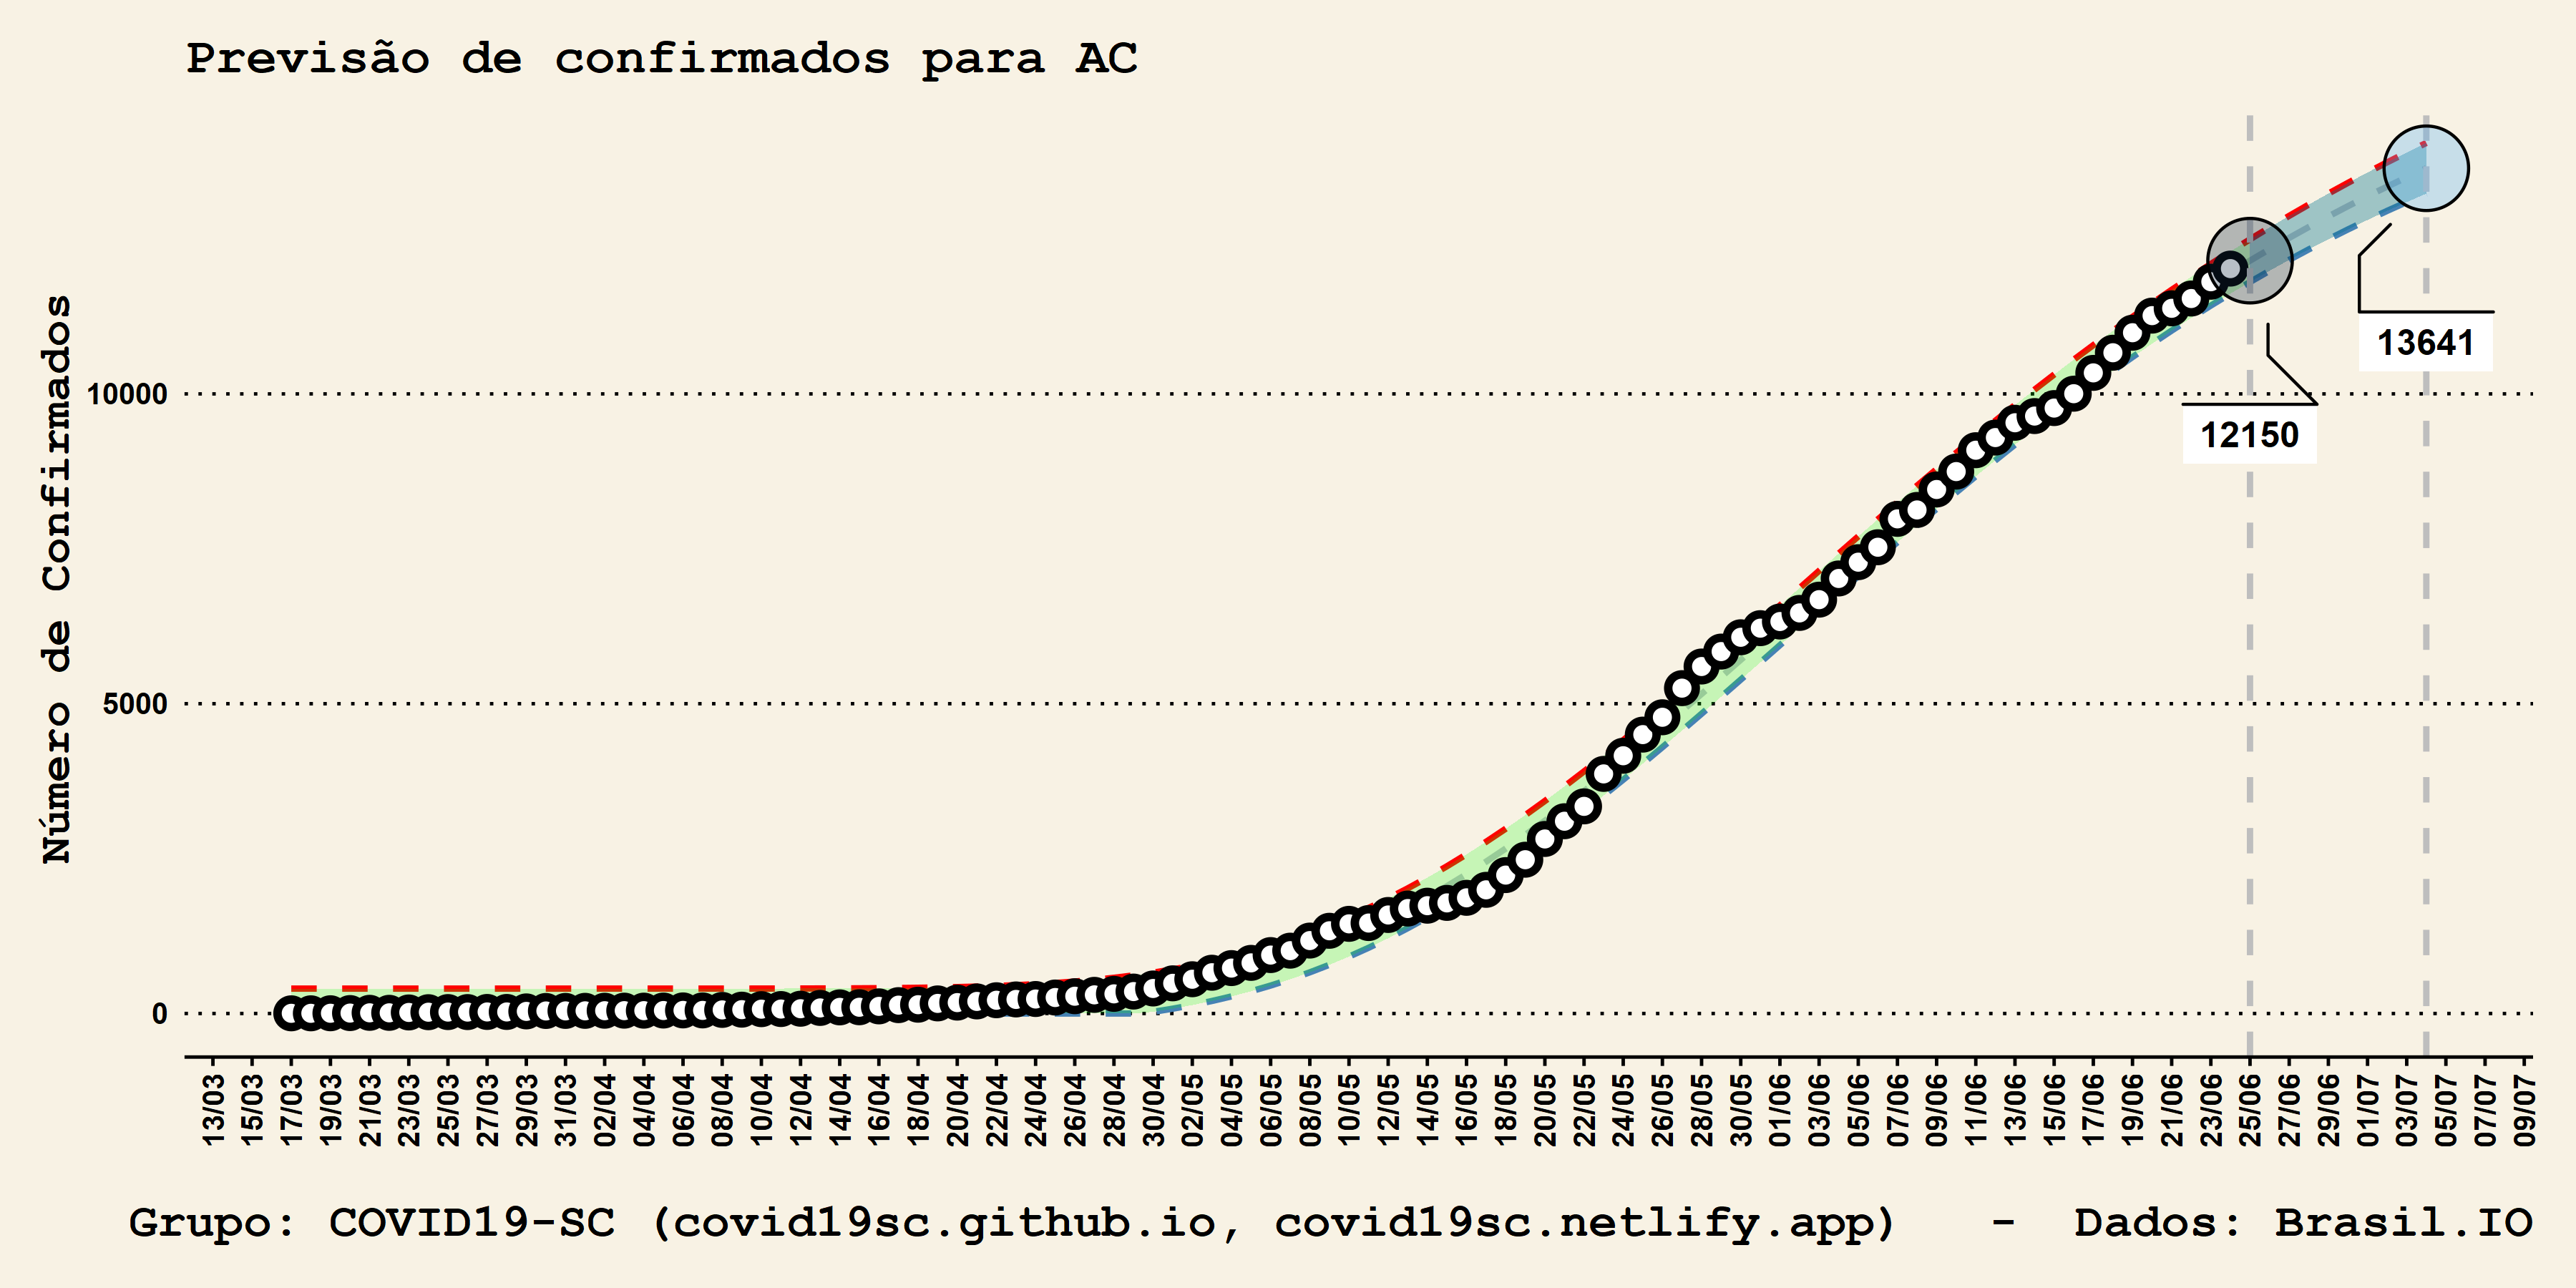 Previsão de confirmados para AC
Número de Confirmados
10000
5000
0
13641
12150
13/03 15/03 17/03 19/03 21/03 23/03 25/03 27/03 29/03 31/03 02/04 04/04 06/04 08/04 10/04 12/04 14/04 16/04 18/04 20/04 22/04 24/04 26/04 28/04 30/04 02/05 04/05 06/05 08/05 10/05 12/05 14/05 16/05 18/05 20/05 22/05 24/05 26/05 28/05 30/05 01/06 03/06 05/06 07/06 09/06 11/06 13/06 15/06 17/06 19/06 21/06 23/06 25/06 27/06 29/06 01/07 03/07 05/07 07/07 09/07
Grupo: COVID19-SC (covid19sc.github.io, covid19sc.netlify.app) - Dados: Brasil.IO